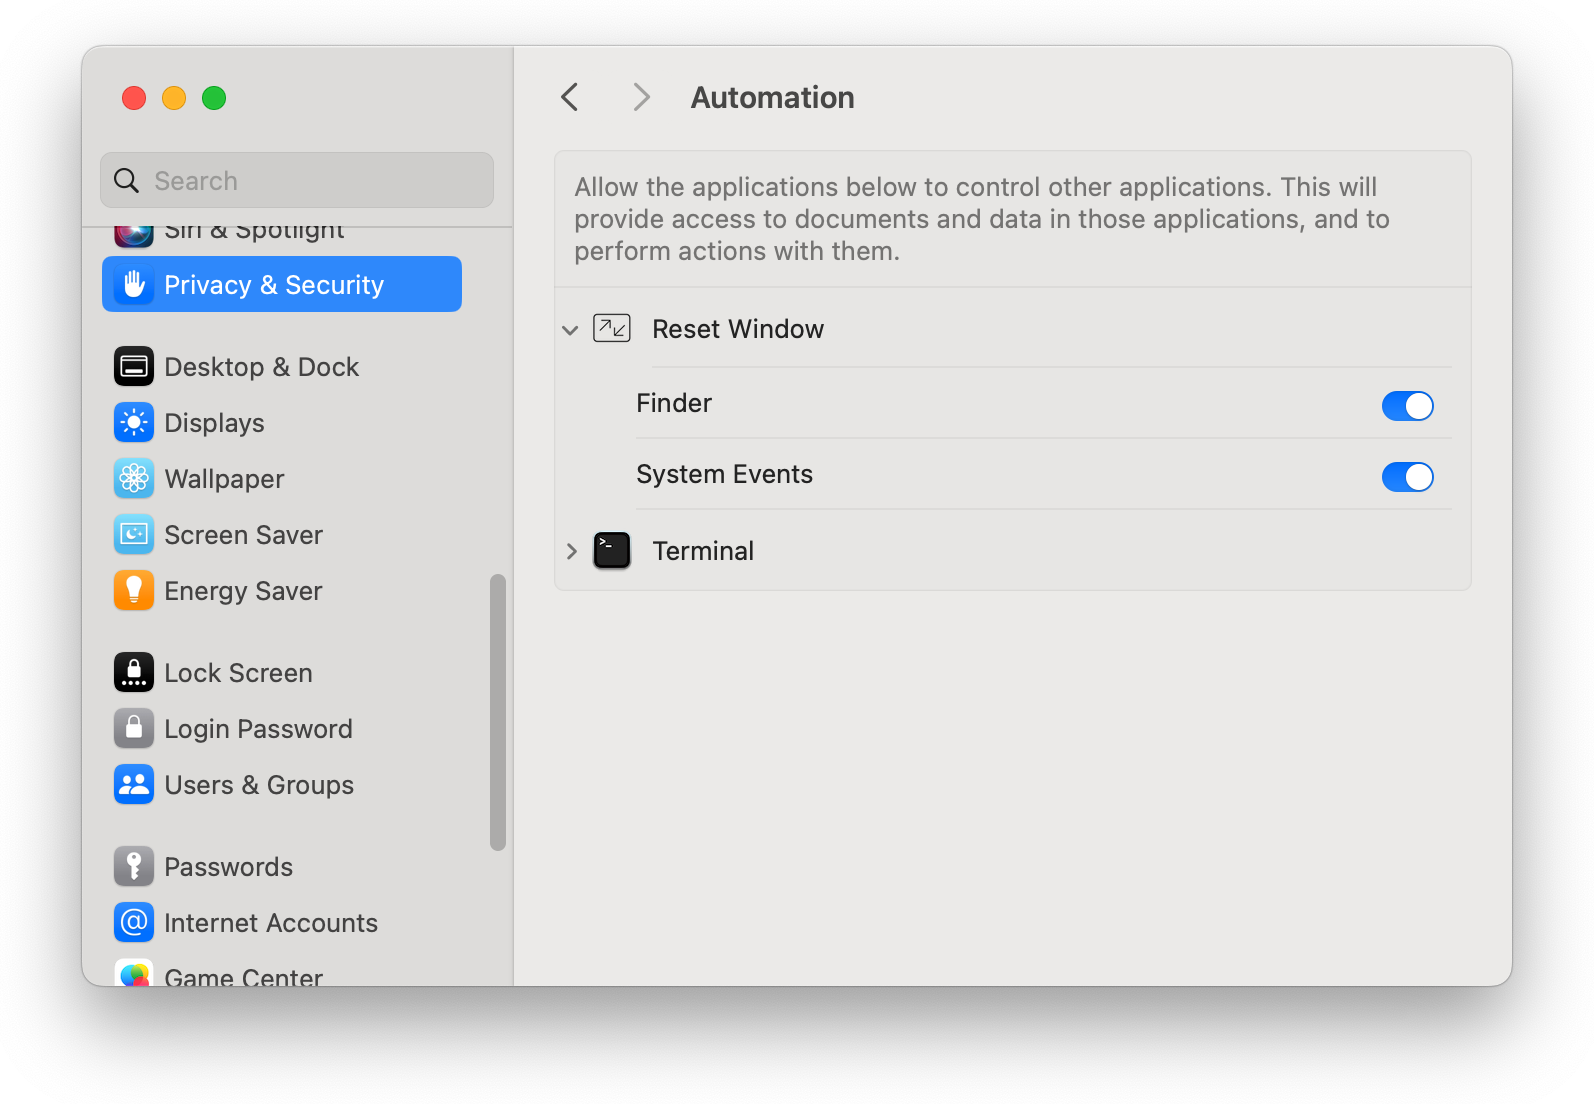 Automation
Search
Siri & Spotlight
Privacy & Security
Desktop & Dock
Displays
Wallpaper
Screen Saver
Energy Saver
Lock Screen
Login Password
Users & Groups
Passwords
Internet Accounts
Game Center
Allow the applications below to control other applications. This will
provide access to documents and data in those applications, and to
perform actions with them.
Reset Window
Finder
System Events
Terminal